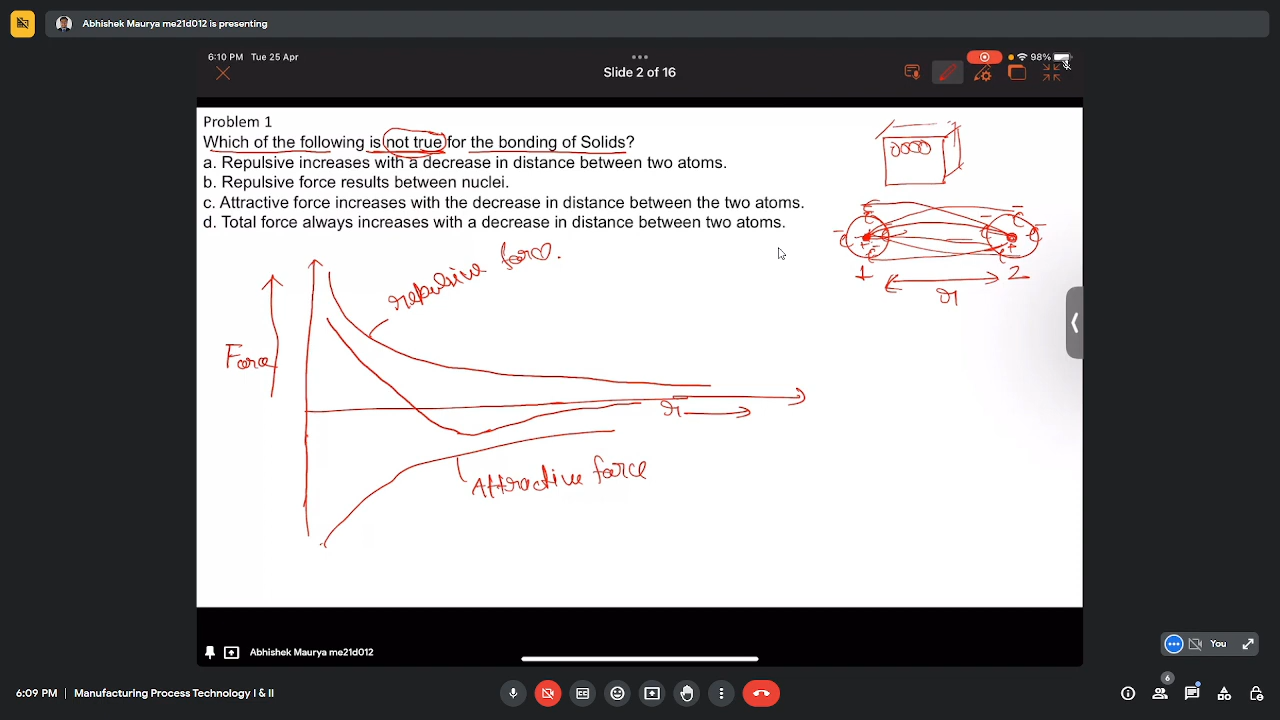 Abhishek Maurya me21d012 is presenting
6:10 PM Tue 25 Apr
98%
Slide 2 of 16
Problem 1
Which of the following is not true for the bonding of Solids?
a. Repulsive increases with a decrease in distance between two atoms.
b. Repulsive force results between nuclei.
c. Attractive force increases with the decrease in distance between the two atoms.
d. Total force always increases with a decrease in distance between two atoms.
1
2
r
repulsive force.
Force
r
Attractive force
You
Abhishek Maurya me21d012
6:09 PM | Manufacturing Process Technology I & II
6